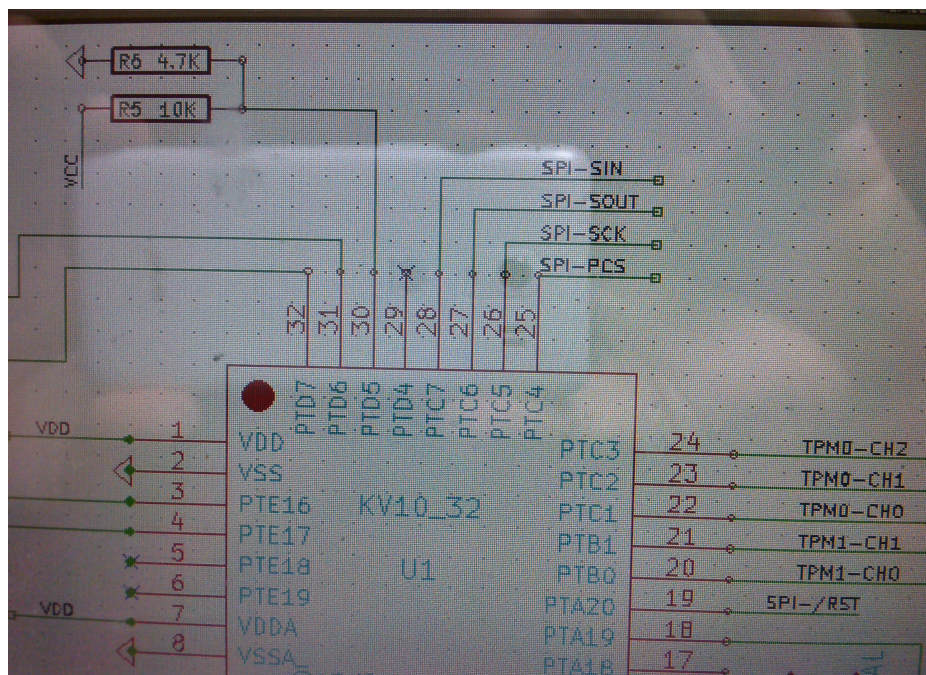 R6 4.7K
R5 10K
VCC
SPI-SIN
SPI-SOUT
SPI-SCK
SPI-PCS
32 31 30 29 28 27 26 25
PTD7 PTD6 PTD5 PTD4 PTC7 PTC6 PTC5 PTC4
VDD 1 VDD
2 VSS
3 PTE16
4 PTE17
5 PTE18
6 PTE19
VDD 7 VDDA
8 VSSA
KV10_32
U1
PTC3 24 TPM0-CH2
PTC2 23 TPM0-CH1
PTC1 22 TPM0-CH0
PTB1 21 TPM1-CH1
PTB0 20 TPM1-CH0
PTA20 19 SPI-/RST
PTA19 18
PTA18 17